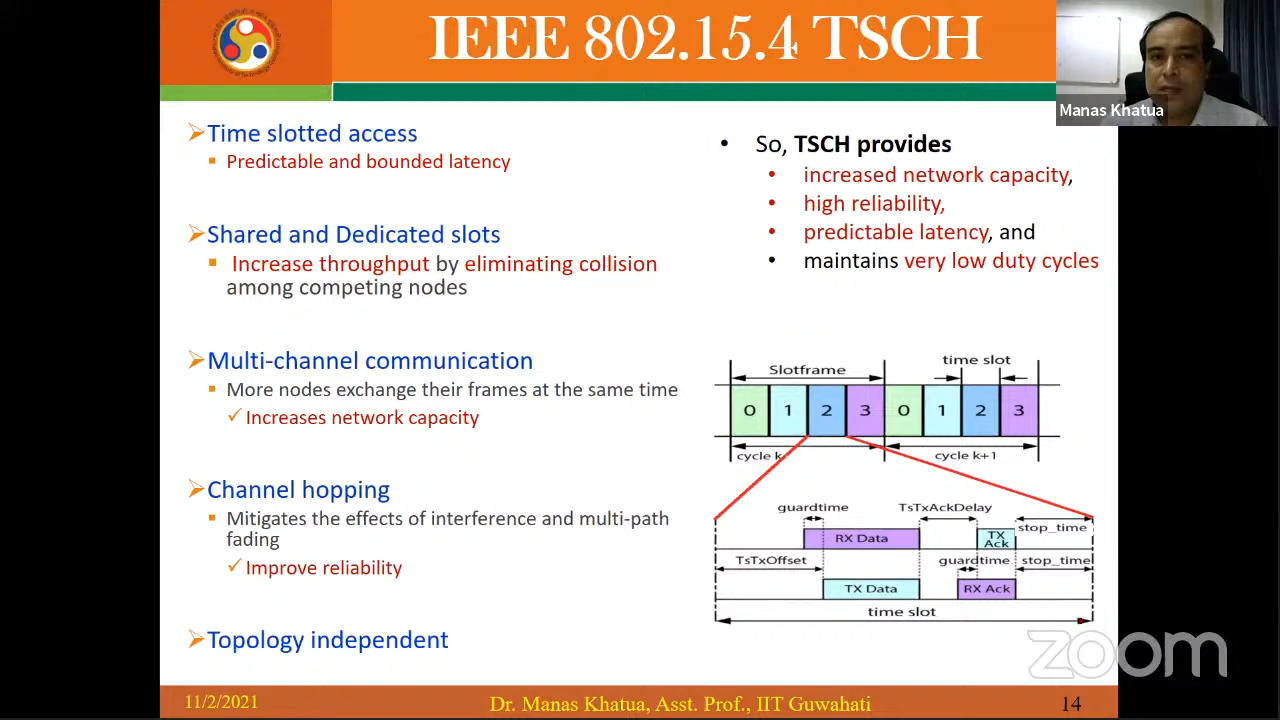 IEEE 802.15.4 TSCH
Manas Khatua
Time slotted access
Predictable and bounded latency
Shared and Dedicated slots
Increase throughput by eliminating collision
among competing nodes
Multi-channel communication
More nodes exchange their frames at the same time
Increases network capacity
Channel hopping
Mitigates the effects of interference and multi-path
fading
Improve reliability
Topology independent
So, TSCH provides
increased network capacity,
high reliability,
predictable latency, and
maintains very low duty cycles
time slot
Slotframe
0 1 2 3 0 1 2 3
cycle k cycle k+1
guardtime TsTxAckDelay
stop_time
RX Data TX
Ack
TsTxOffset guardtime stop_time
TX Data RX Ack
time slot
zoom
11/2/2021 Dr. Manas Khatua, Asst. Prof., IIT Guwahati 14